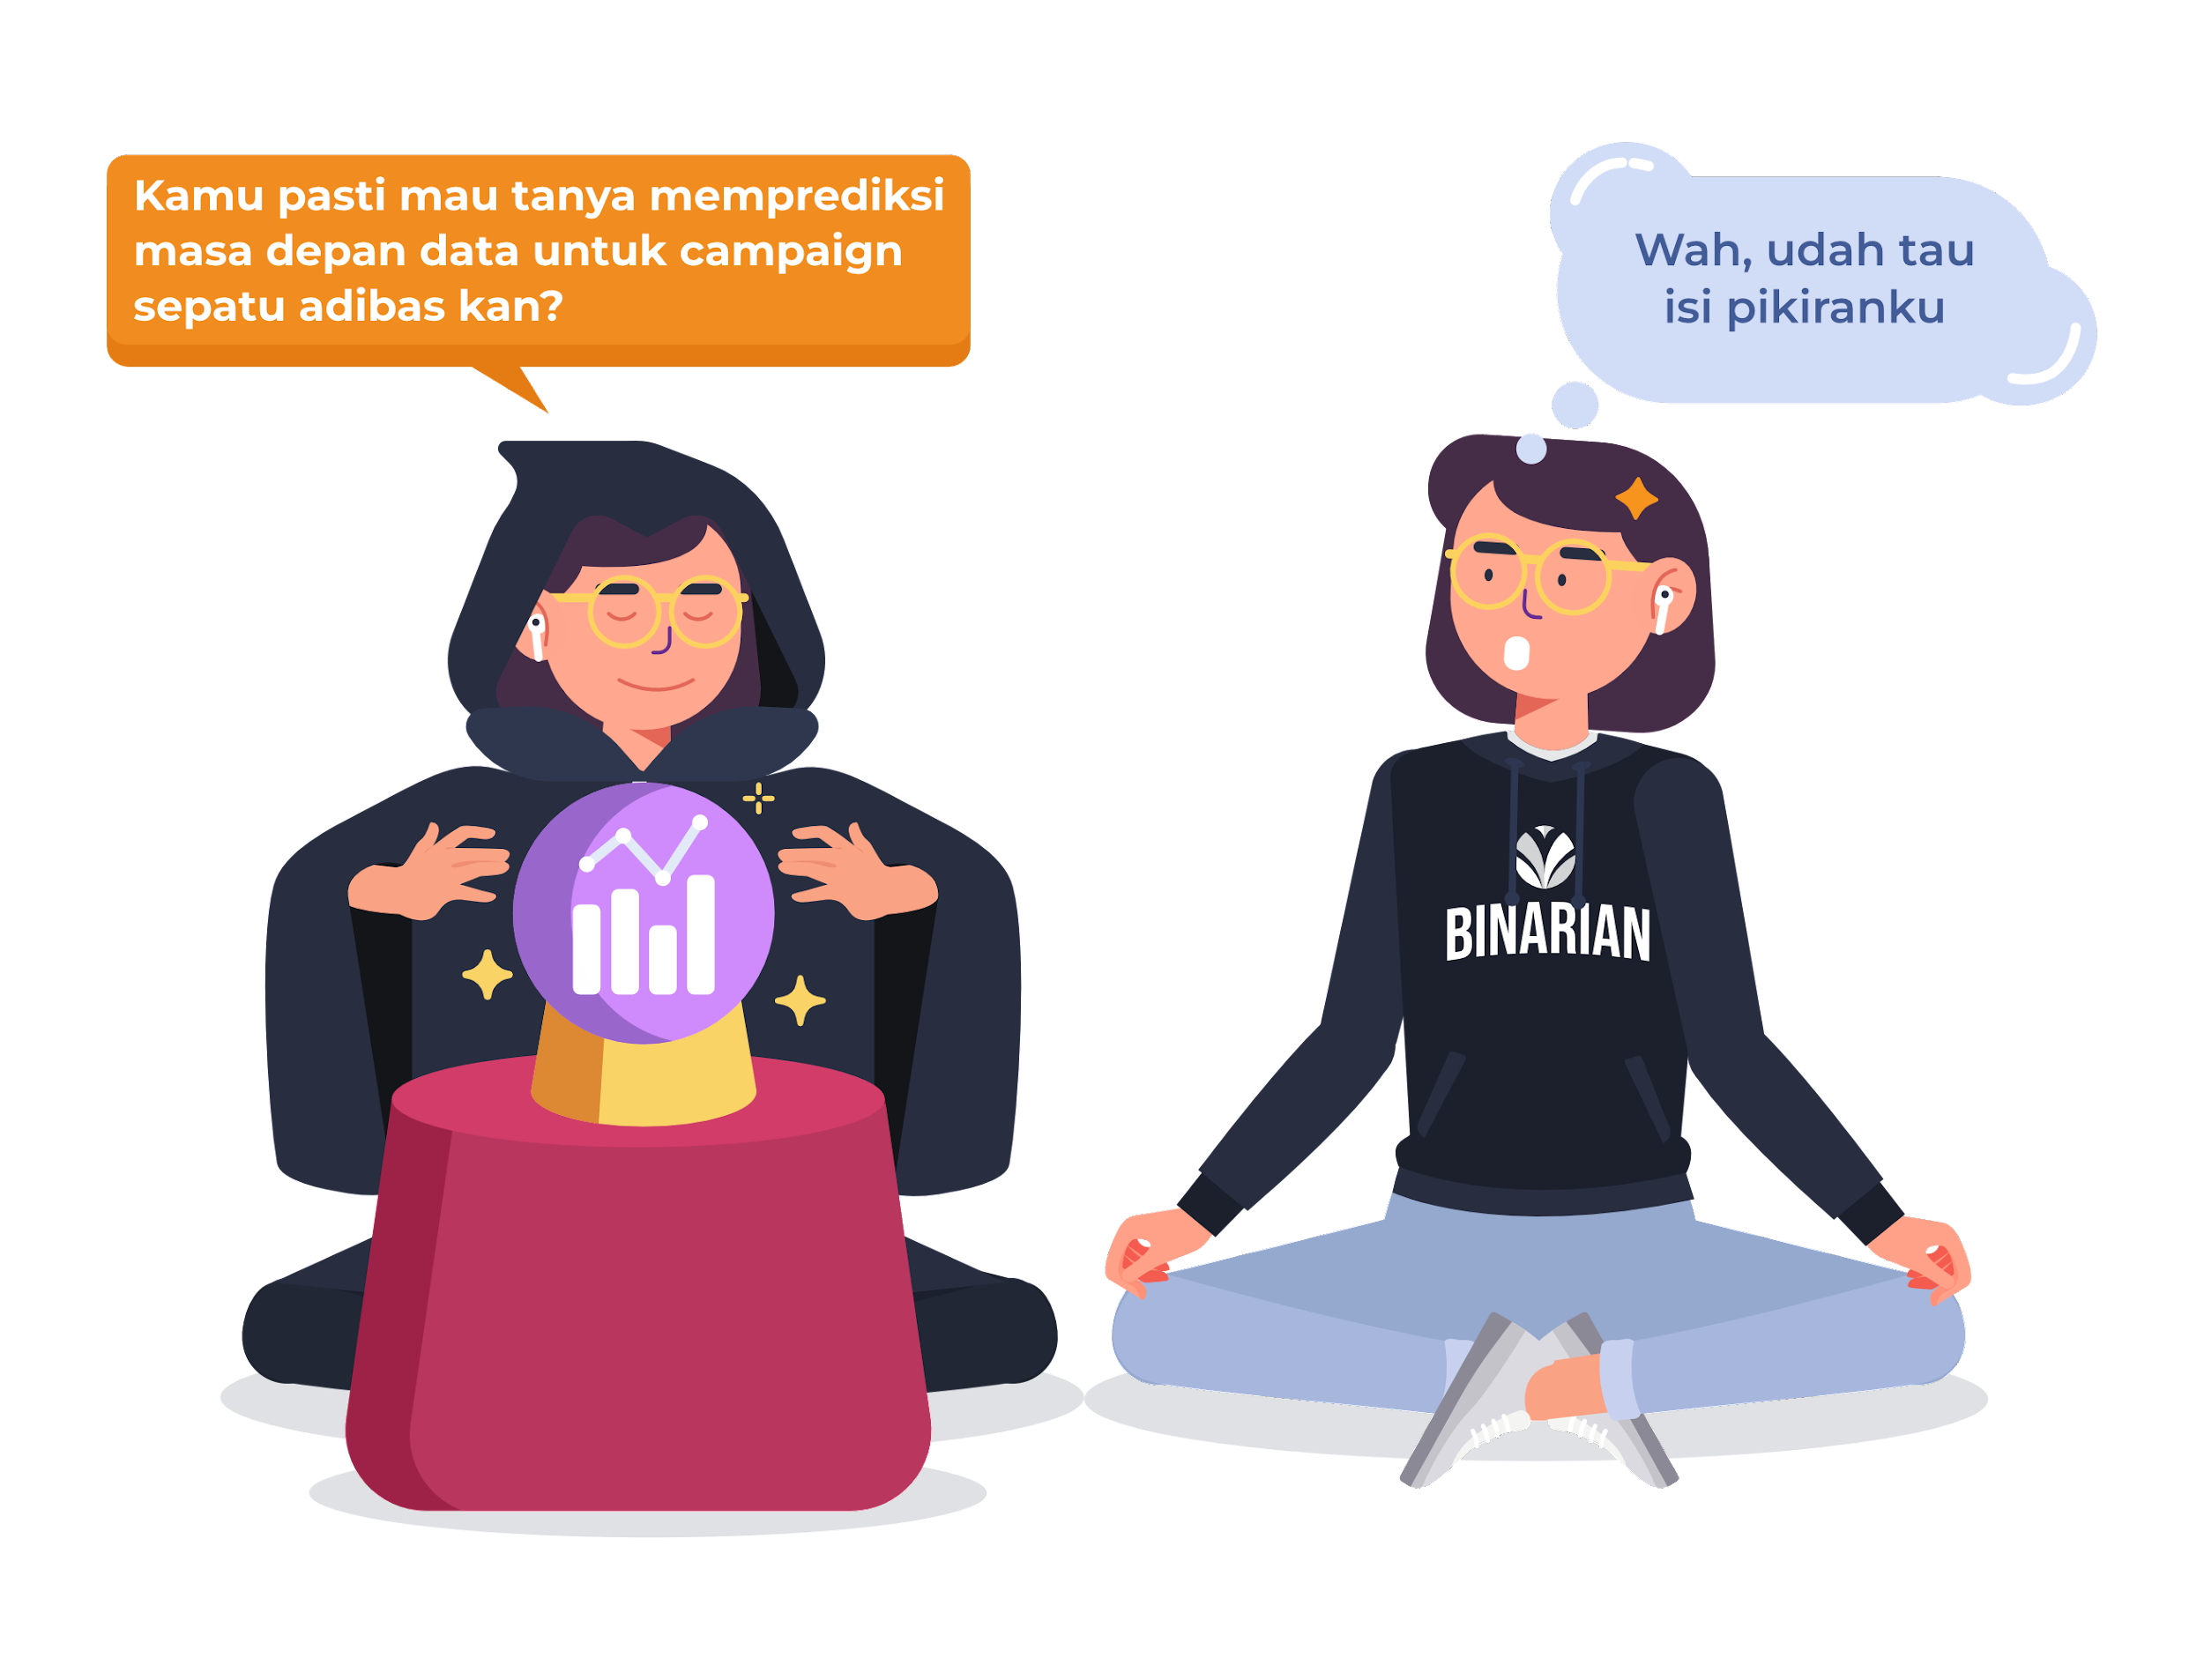 Kamu pasti mau tanya memprediksi
masa depan data untuk campaign
sepatu adibas kan?
Wah, udah tau
isi pikiranku
BINARIAN